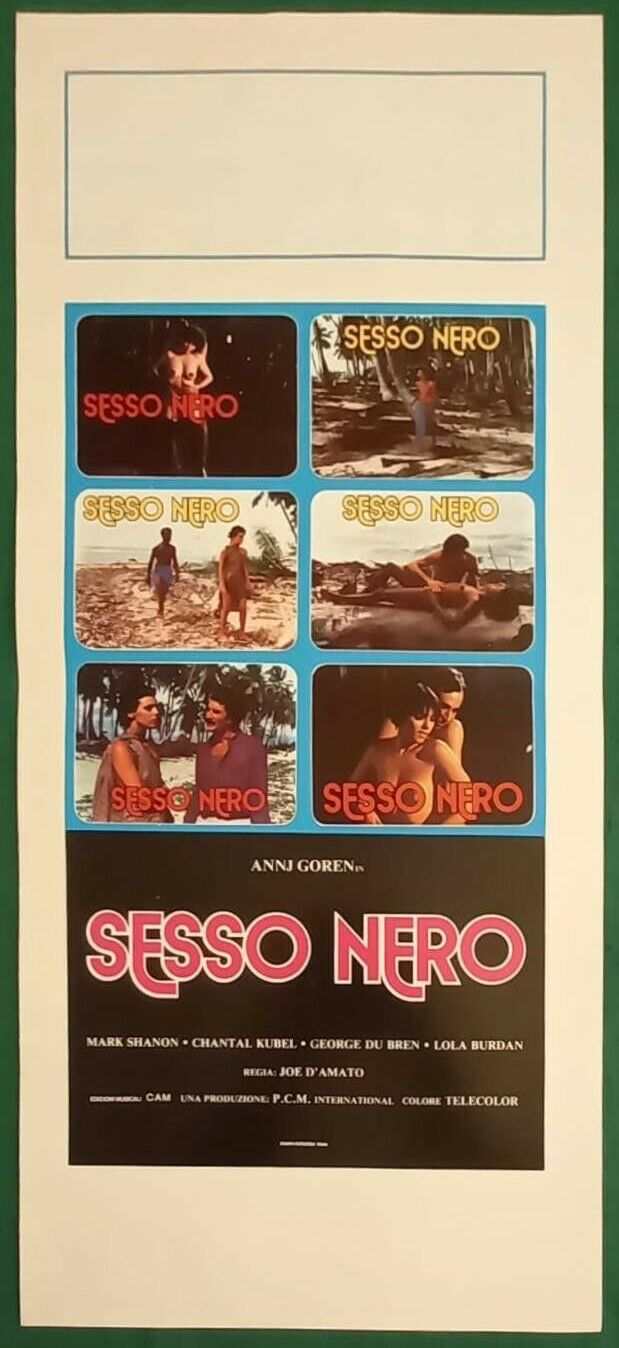 SESSO NERO
SESSO NERO
SESSO NERO
SESSO NERO
SESSO NERO
SESSO NERO
ANNJ GOREN IN
SESSO NERO
MARK SHANON • CHANTAL KUBEL • GEORGE DU BREN • LOLA BURDAN
REGIA: JOE D'AMATO
EDIZIONI MUSICALI CAM UNA PRODUZIONE: P.C.M. INTERNATIONAL COLORE TELECOLOR